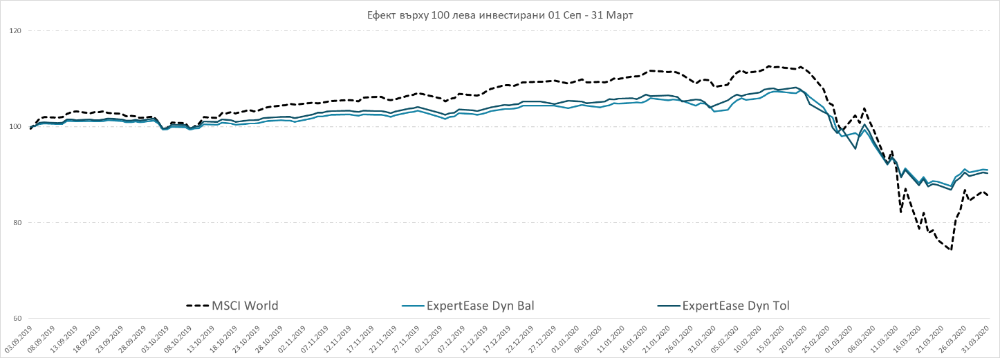 Ефект върху 100 лева инвестирани 01 Сеп - 31 Март
120
100
80
60
MSCI World ExpertEase Dyn Bal ExpertEase Dyn Tol
03.09.2019 08.09.2019 13.09.2019 18.09.2019 23.09.2019 28.09.2019 03.10.2019 08.10.2019 13.10.2019 18.10.2019 23.10.2019 28.10.2019 02.11.2019 07.11.2019 12.11.2019 17.11.2019 22.11.2019 27.11.2019 02.12.2019 07.12.2019 12.12.2019 17.12.2019 22.12.2019 27.12.2019 01.01.2020 06.01.2020 11.01.2020 16.01.2020 21.01.2020 26.01.2020 31.01.2020 05.02.2020 10.02.2020 15.02.2020 20.02.2020 25.02.2020 01.03.2020 06.03.2020 11.03.2020 16.03.2020 21.03.2020 26.03.2020 31.03.2020